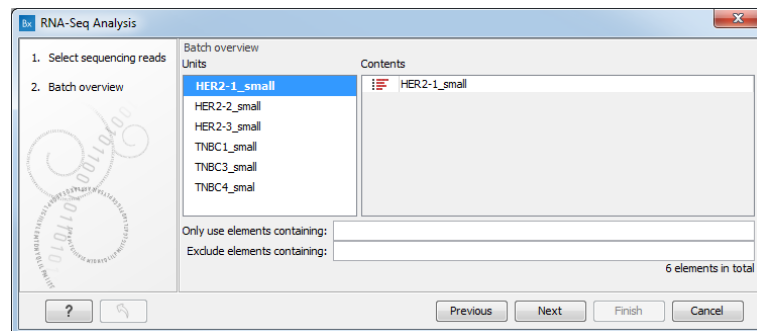 Bx RNA-Seq Analysis
1. Select sequencing reads
2. Batch overview
Batch overview
Units
Contents
HER2-1_small
HER2-2_small
HER2-3_small
TNBC1_small
TNBC3_small
TNBC4_smal
HER2-1_small
Only use elements containing:
Exclude elements containing:
6 elements in total
?
Previous
Next
Finish
Cancel